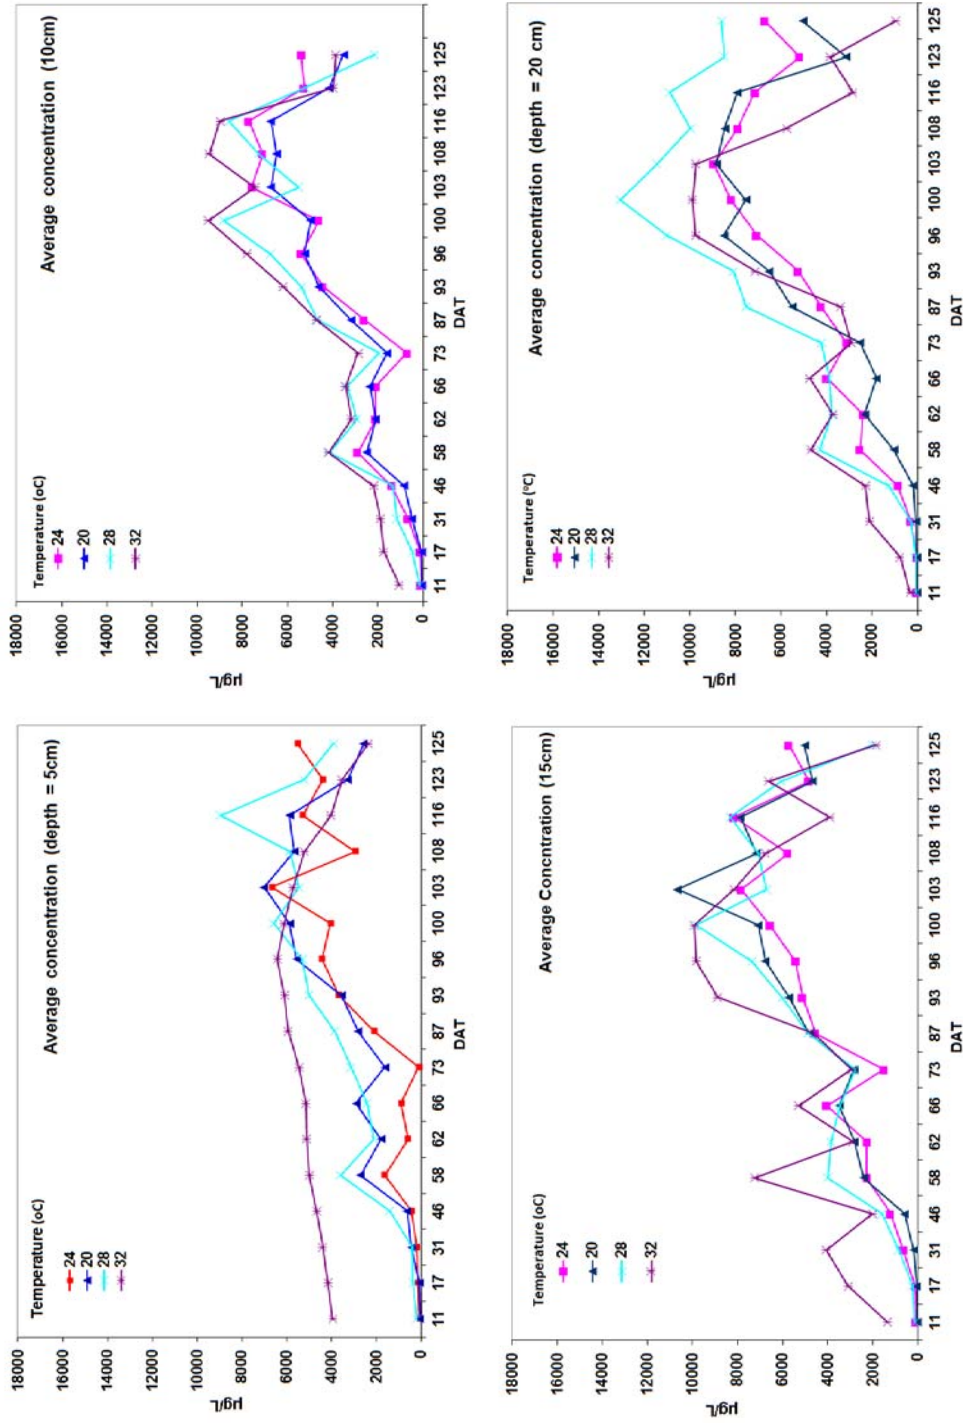 Average concentration (depth = 5cm)
Temperature (oC)
24
20
28
32
µg/L
18000
16000
14000
12000
10000
8000
6000
4000
2000
0
11 17 31 46 58 62 66 73 87 93 96 100 103 108 116 123 125
DAT
Average concentration (10cm)
Temperature (oC)
24
20
28
32
µg/L
18000
16000
14000
12000
10000
8000
6000
4000
2000
0
11 17 31 46 58 62 66 73 87 93 96 100 103 108 116 123 125
DAT
Average Concntration (15cm)
Temperature (oC)
24
20
28
32
µg/L
18000
16000
14000
12000
10000
8000
6000
4000
2000
0
11 17 31 46 58 62 66 73 87 93 96 100 103 108 116 123 125
DAT
Average concentration (depth = 20 cm)
Temperature (°C)
24
20
28
32
µg/L
18000
16000
14000
12000
10000
8000
6000
4000
2000
0
11 17 31 46 58 62 66 73 87 93 96 100 103 108 116 123 125
DAT